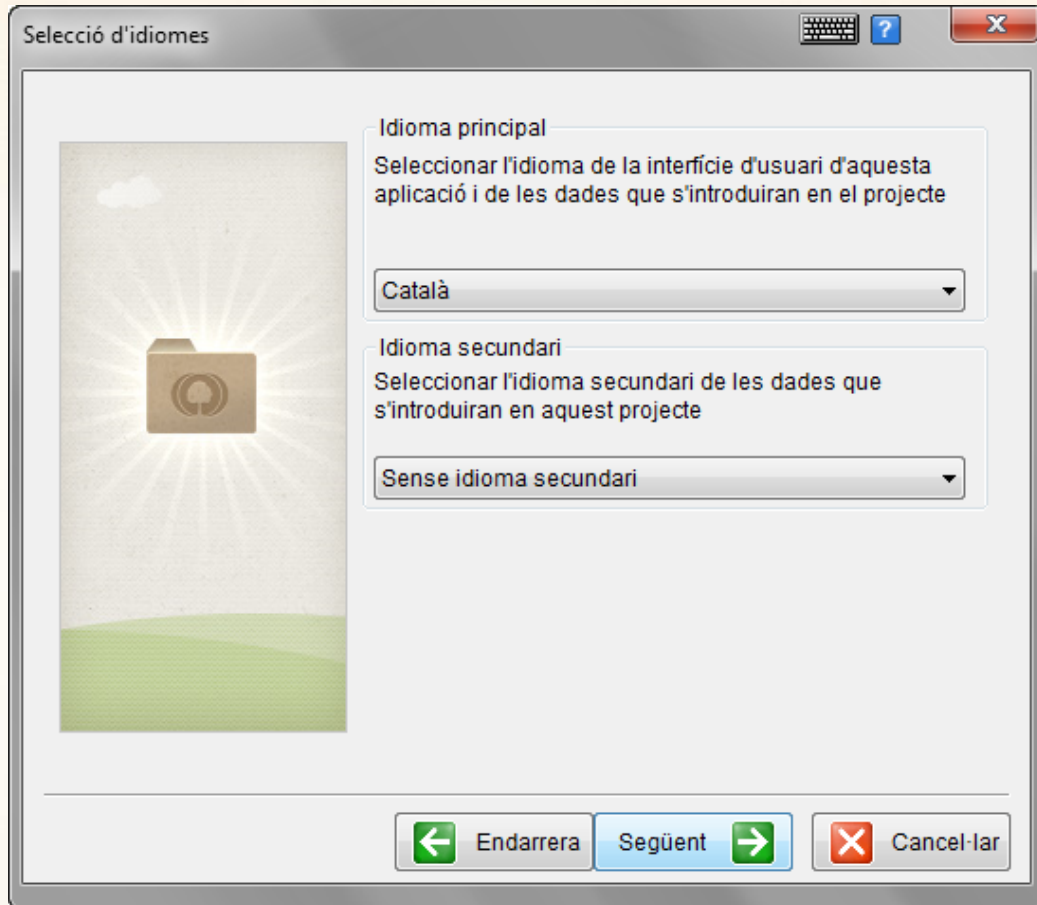 Selecció d'idiomes
?
Idioma principal
Seleccionar l'idioma de la interfície d'usuari d'aquesta
aplicació i de les dades que s'introduiran en el projecte
Català
Idioma secundari
Seleccionar l'idioma secundari de les dades que
s'introduiran en aquest projecte
Sense idioma secundari
Endarrera
Següent
Cancel·lar